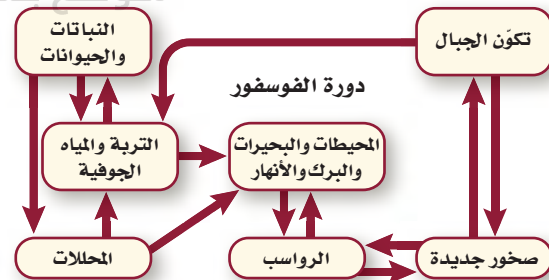 تكوّن الجبال
النباتات
والحيوانات
دورة الفوسفور
التربة والمياه
الجوفية
المحيطات والبحيرات
والبرك والأنهار
صخور جديدة
الرواسب
المحللات